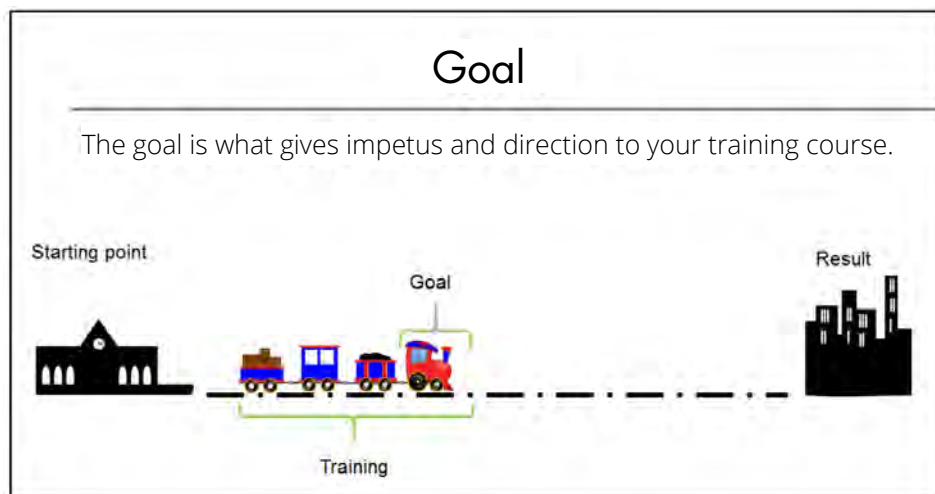 Goal
The goal is what gives impetus and direction to your training course.
Starting point
Result
Goal
Training